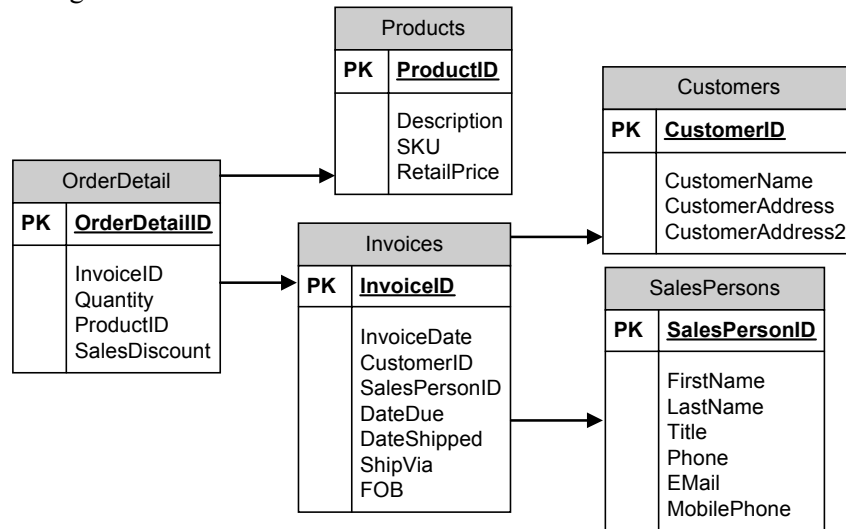 Products
PK ProductID
Description
SKU
RetailPrice
Customers
PK CustomerID
CustomerName
CustomerAddress
CustomerAddress2
OrderDetail
PK OrderDetailID
InvoiceID
Quantity
ProductID
SalesDiscount
Invoices
PK InvoiceID
InvoiceDate
CustomerID
SalesPersonID
DateDue
DateShipped
ShipVia
FOB
SalesPersons
PK SalesPersonID
FirstName
LastName
Title
Phone
EMail
MobilePhone